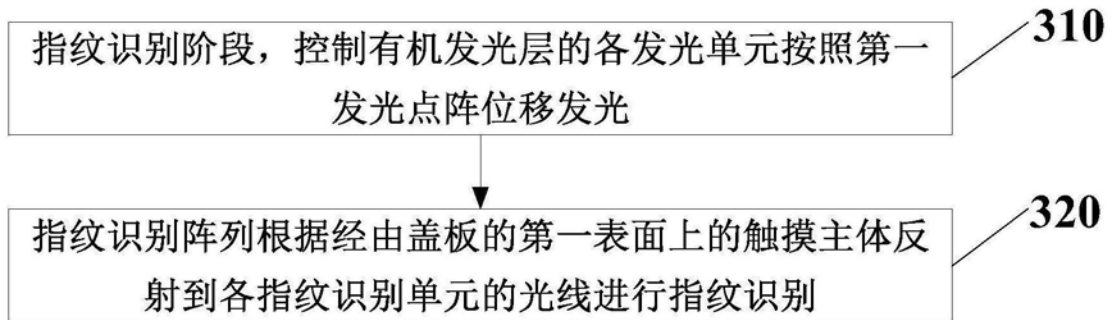 310
指纹识别阶段，控制有机发光层的各发光单元按照第一
发光点阵位移发光
320
指纹识别阵列根据经由盖板的第一表面上的触摸主体反
射到各指纹识别单元的光线进行指纹识别